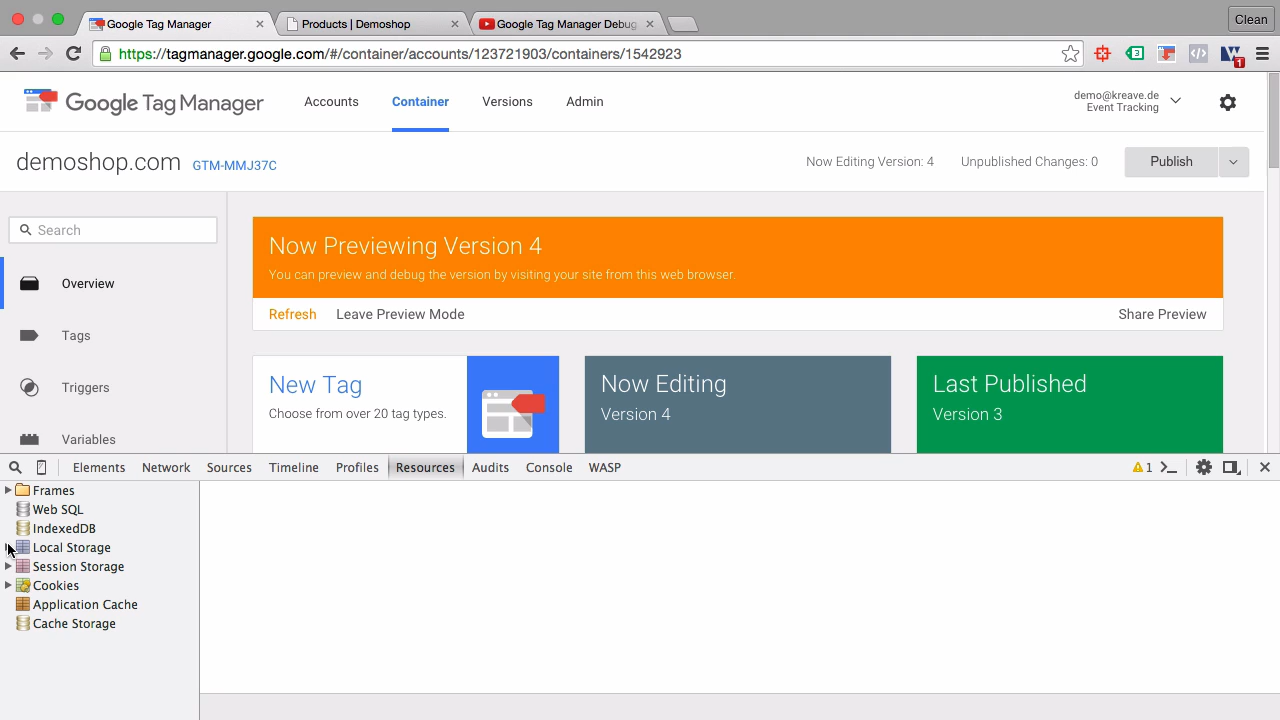 Google Tag Manager
Products | Demoshop
Google Tag Manager Debug
Clean
https://tagmanager.google.com/#/container/accounts/123721903/containers/1542923
3
1
Google Tag Manager
Accounts
Container
Versions
Admin
demo@kreave.de
Event Tracking
demoshop.com
GTM-MMJ37C
Now Editing Version: 4
Unpublished Changes: 0
Publish
Search
Now Previewing Version 4
You can preview and debug the version by visiting your site from this web browser.
Refresh
Leave Preview Mode
Share Preview
Overview
Tags
Triggers
Variables
New Tag
Choose from over 20 tag types.
Now Editing
Version 4
Last Published
Version 3
Elements
Network
Sources
Timeline
Profiles
Resources
Audits
Console
WASP
1
Frames
Web SQL
IndexedDB
Local Storage
Session Storage
Cookies
Application Cache
Cache Storage